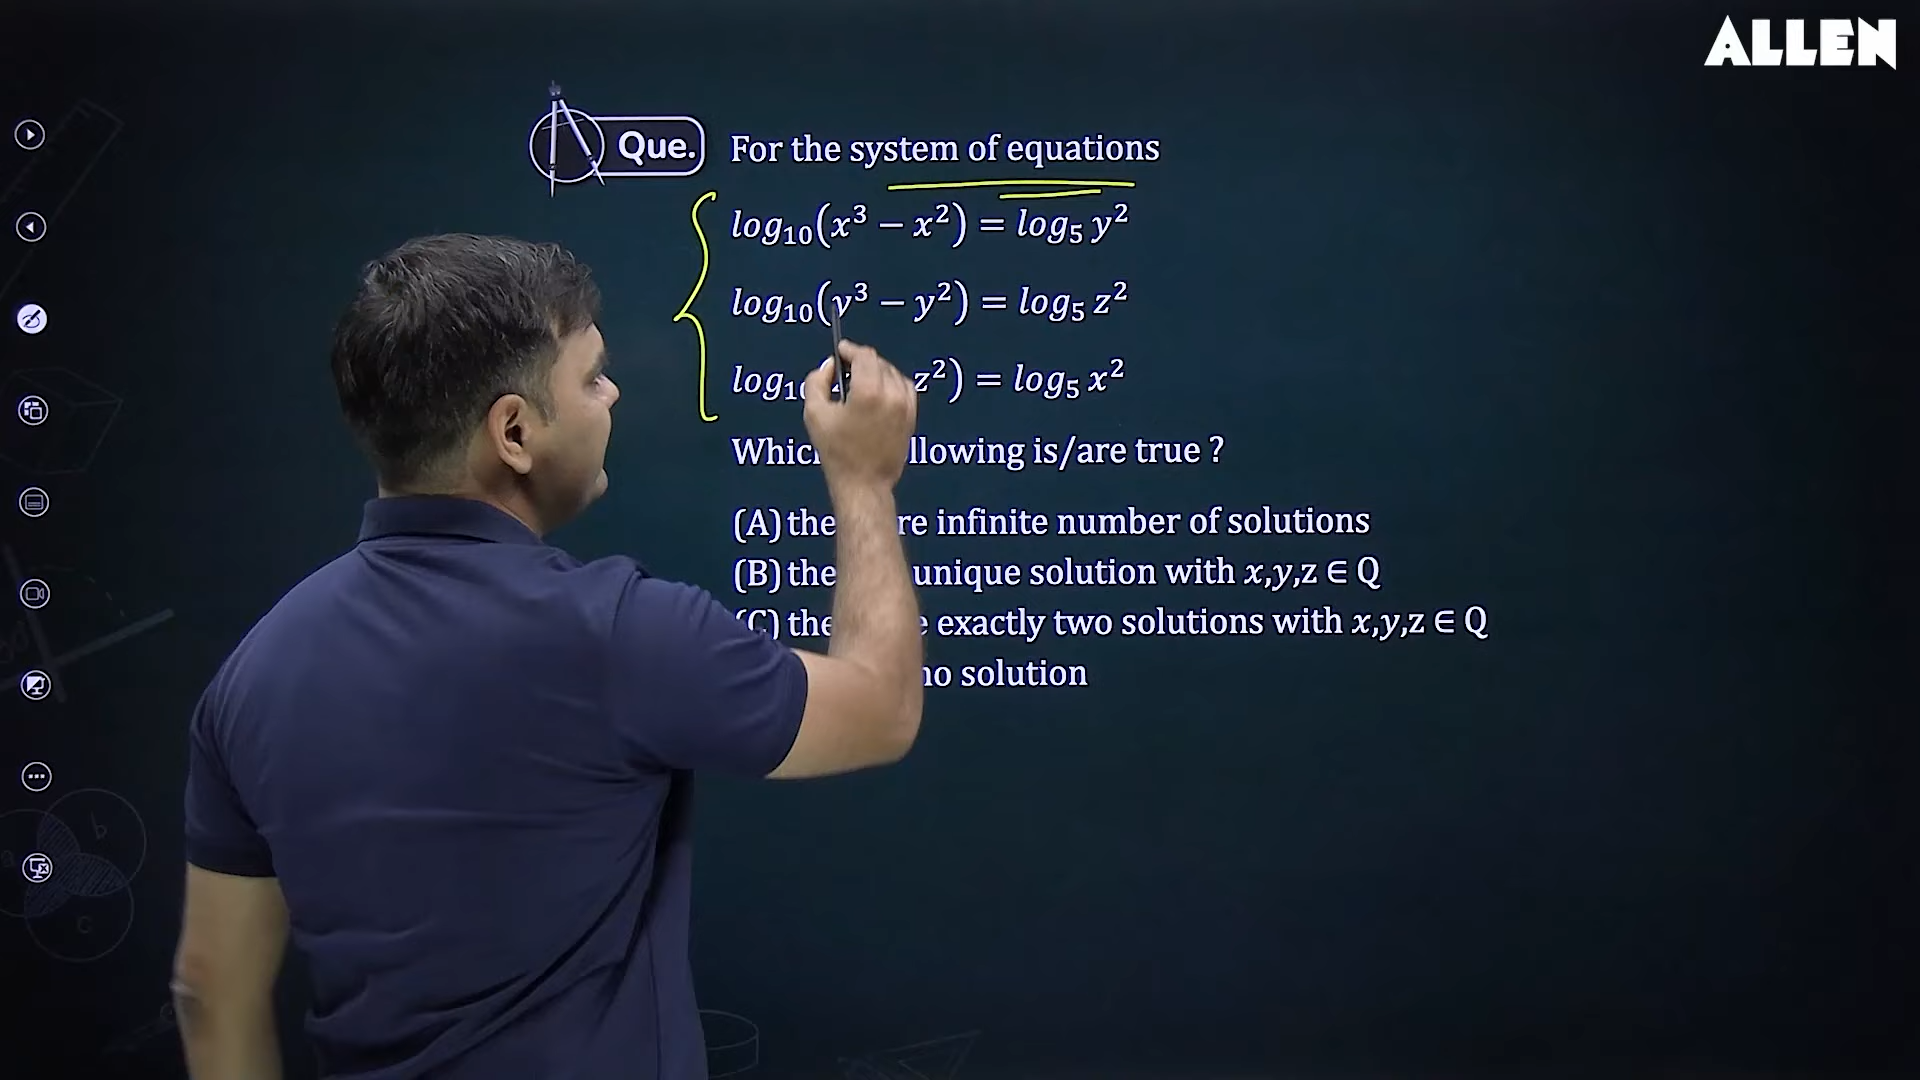 ALLEN
Que. For the system of equations
log₁₀(x³ − x²) = log₅ y²
log₁₀(y³ − y²) = log₅ z²
log₁ z²) = log₅ x²
llowing is/are true ?
(A) the re infinite number of solutions
(B) the unique solution with x,y,z ∈ Q
(C) the e exactly two solutions with x,y,z ∈ Q
no solution
b
c